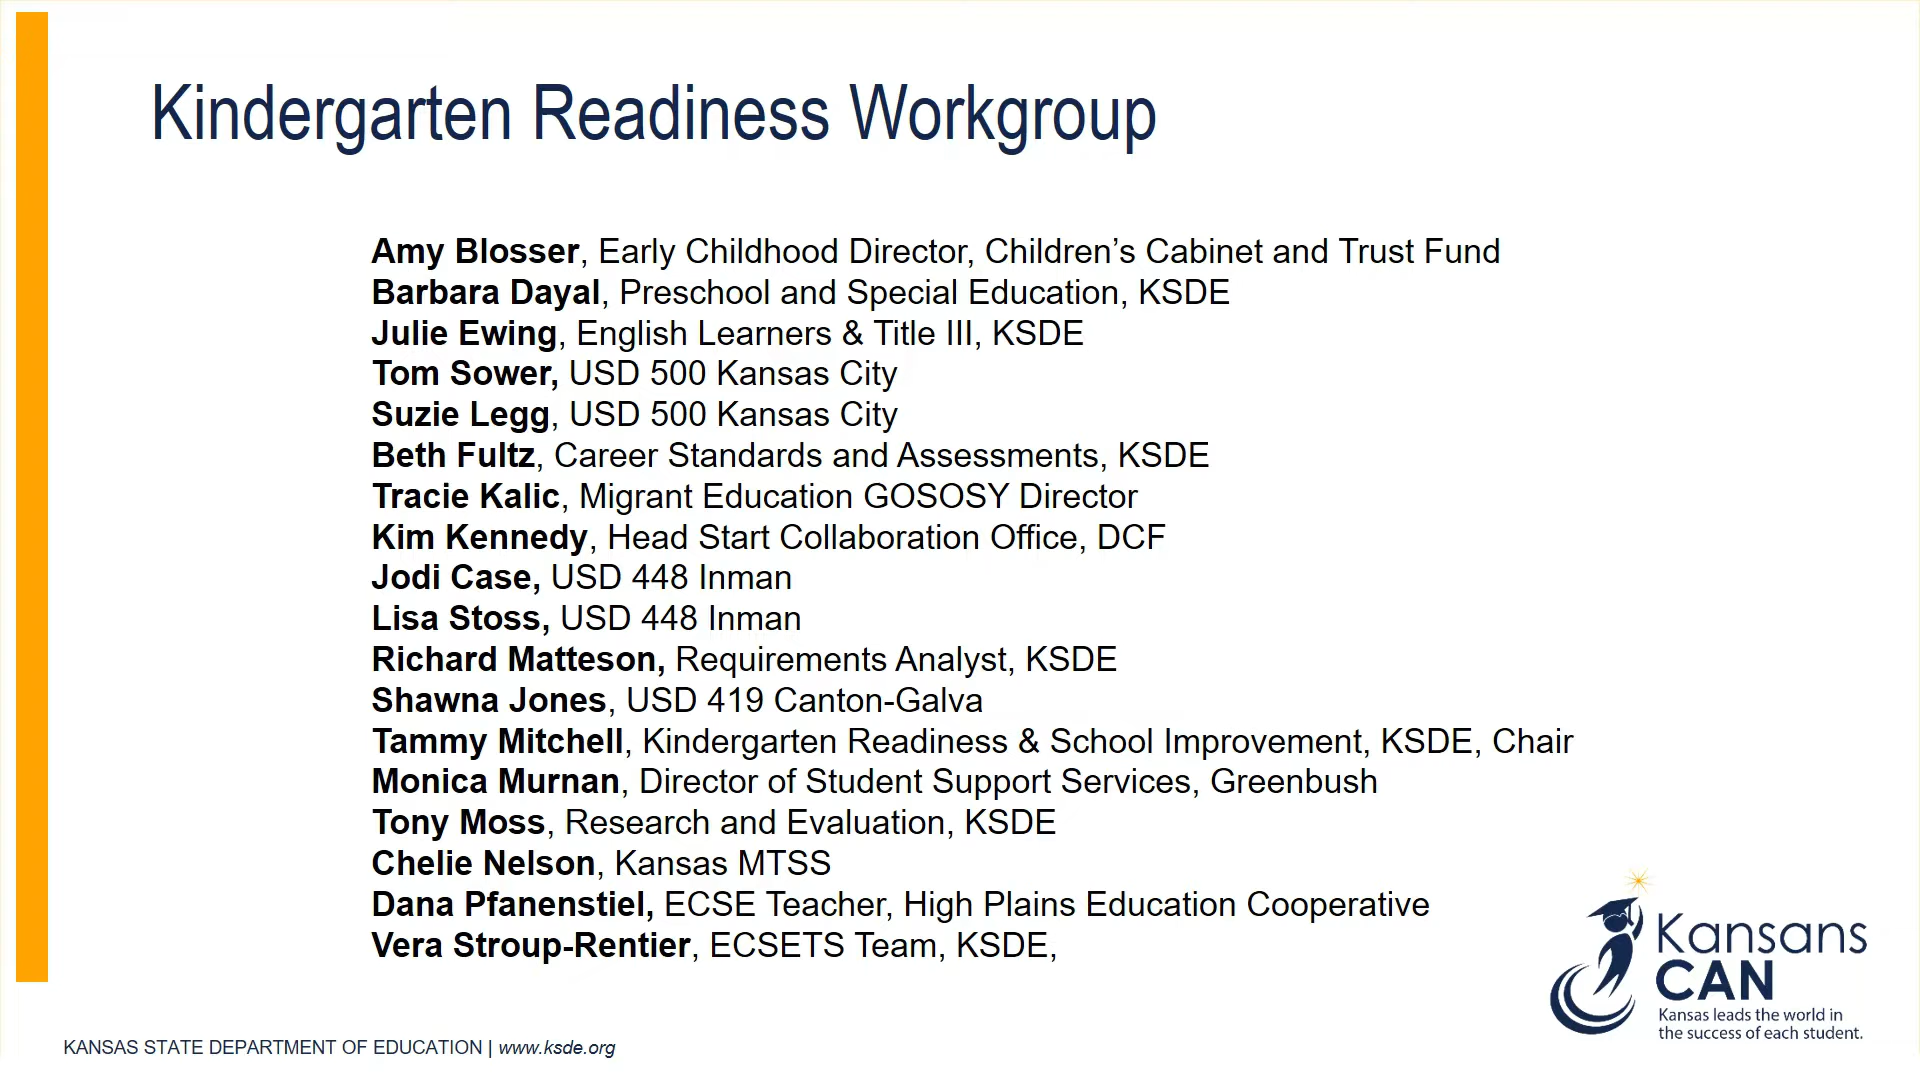 Kindergarten Readiness Workgroup
Amy Blosser, Early Childhood Director, Children’s Cabinet and Trust Fund
Barbara Dayal, Preschool and Special Education, KSDE
Julie Ewing, English Learners & Title III, KSDE
Tom Sower, USD 500 Kansas City
Suzie Legg, USD 500 Kansas City
Beth Fultz, Career Standards and Assessments, KSDE
Tracie Kalic, Migrant Education GOSOSY Director
Kim Kennedy, Head Start Collaboration Office, DCF
Jodi Case, USD 448 Inman
Lisa Stoss, USD 448 Inman
Richard Matteson, Requirements Analyst, KSDE
Shawna Jones, USD 419 Canton-Galva
Tammy Mitchell, Kindergarten Readiness & School Improvement, KSDE, Chair
Monica Murnan, Director of Student Support Services, Greenbush
Tony Moss, Research and Evaluation, KSDE
Chelie Nelson, Kansas MTSS
Dana Pfanenstiel, ECSE Teacher, High Plains Education Cooperative
Vera Stroup-Rentier, ECSETS Team, KSDE,
Kansans
CAN
Kansas leads the world in
the success of each student.
KANSAS STATE DEPARTMENT OF EDUCATION | www.ksde.org